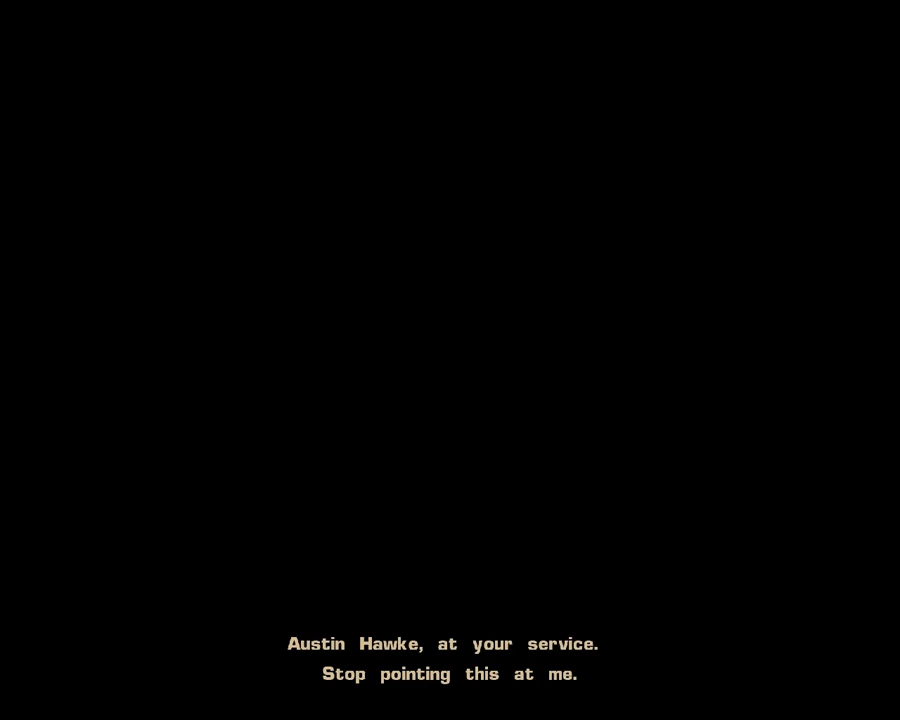 Austin Hawke, at your service.
Stop pointing this at me.